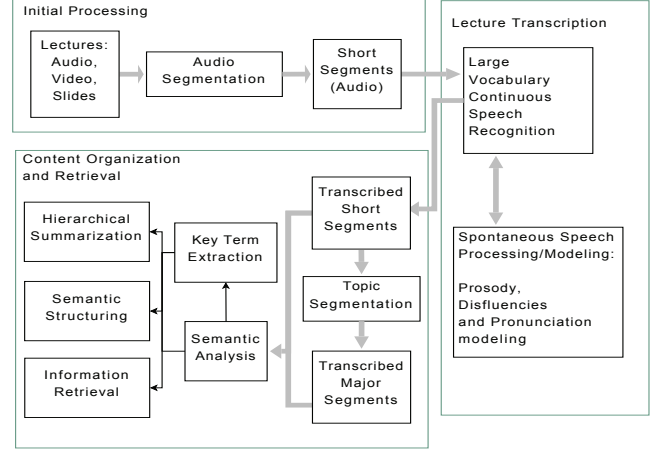 Initial Processing
Lectures:
Audio,
Video,
Slides
Audio
Segmentation
Short
Segments
(Audio)
Lecture Transcription
Large
Vocabulary
Continuous
Speech
Recognition
Spontaneous Speech
Processing/Modeling:
Prosody,
Disfluencies
and Pronunciation
modeling
Content Organization
and Retrieval
Transcribed
Short
Segments
Topic
Segmentation
Transcribed
Major
Segments
Key Term
Extraction
Semantic
Analysis
Hierarchical
Summarization
Semantic
Structuring
Information
Retrieval